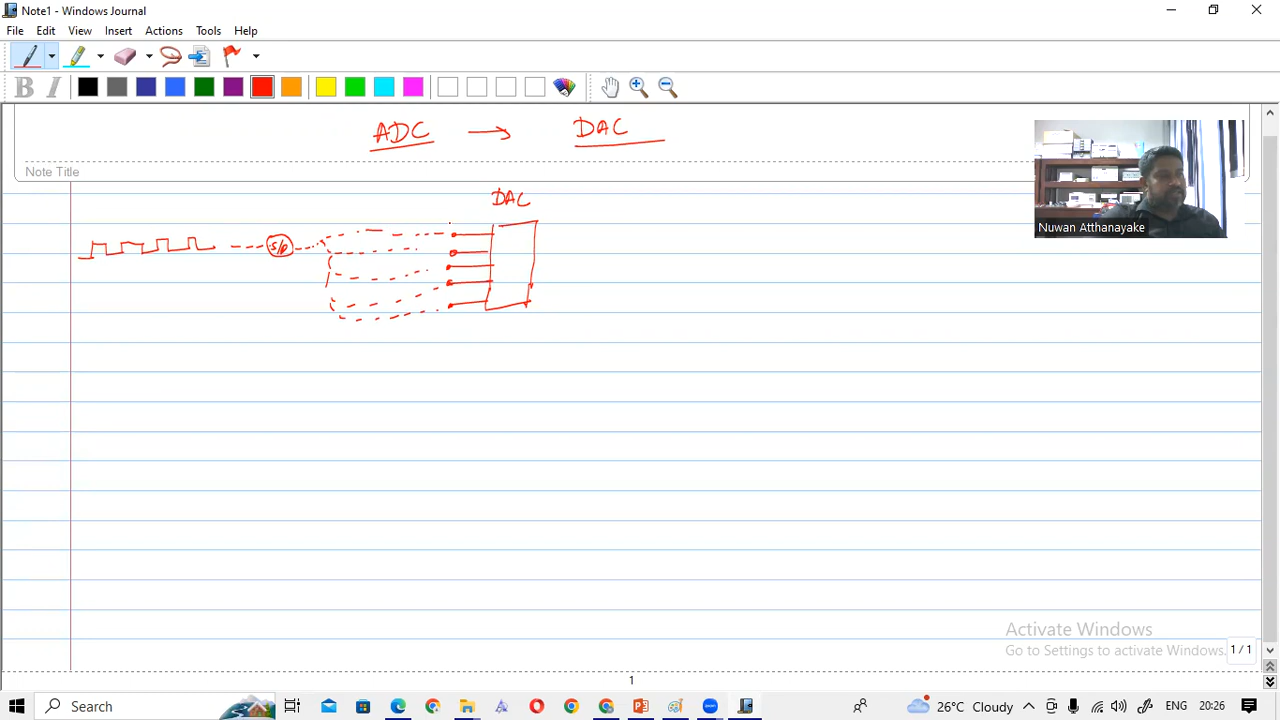 Note1 - Windows Journal
File Edit View Insert Actions Tools Help
B I
ADC → DAC
Note Title
Nuwan Atthanayake
DAC
S/P
Activate Windows
Go to Settings to activate Windows.
1 / 1
1
Search
26°C Cloudy
ENG
20:26